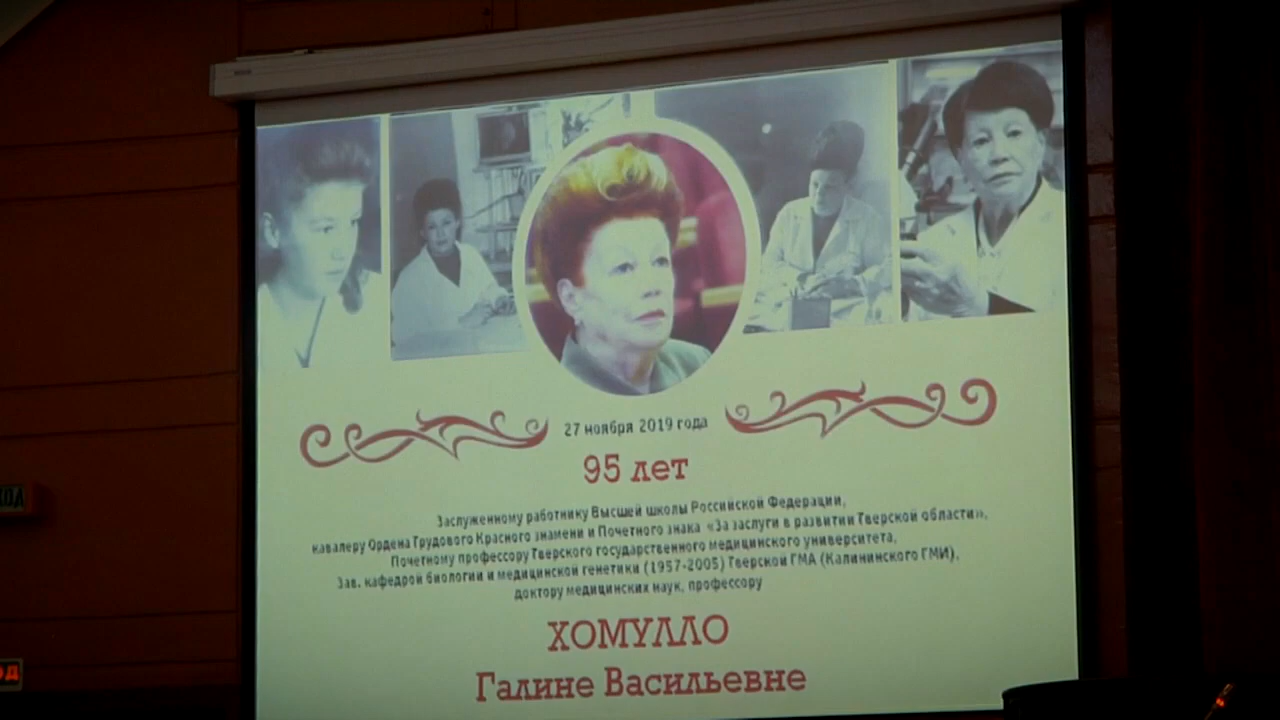 27 ноября 2019 года
95 лет
Заслуженному работнику Высшей школы Российской Федерации,
кавалеру Ордена Трудового Красного знамени и Почетного знака «За заслуги в развитии Тверской области»,
Почетному профессору Тверского государственного медицинского университета,
Зав. кафедрой биологии и медицинской генетики (1957-2005) Тверской ГМА (Калининского ГМИ),
доктору медицинских наук, профессору
ХОМУЛЛО
Галине Васильевне